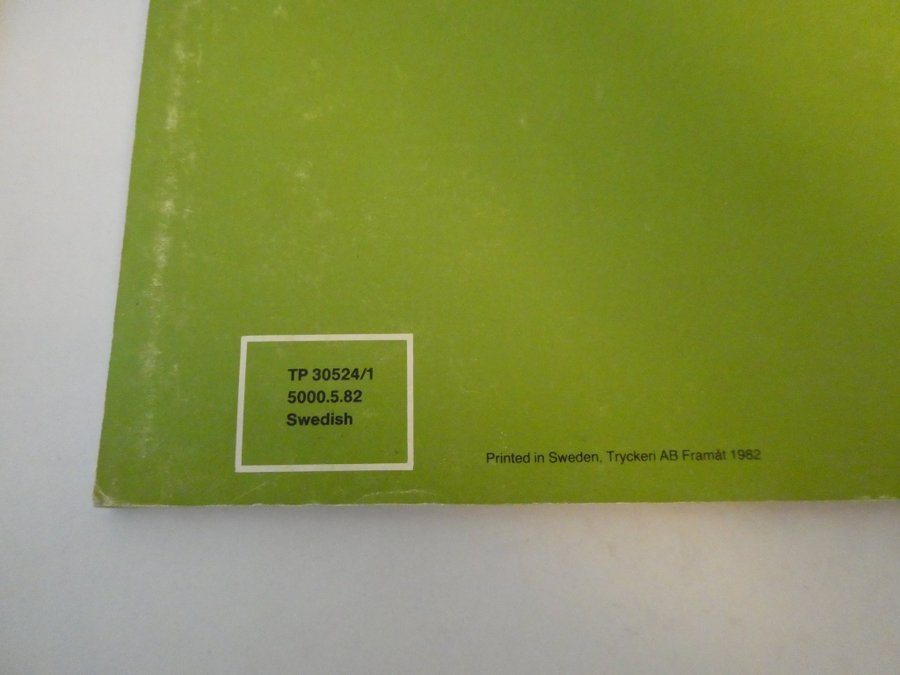 TP 30524/1
5000.5.82
Swedish
Printed in Sweden, Tryckeri AB Framåt 1982